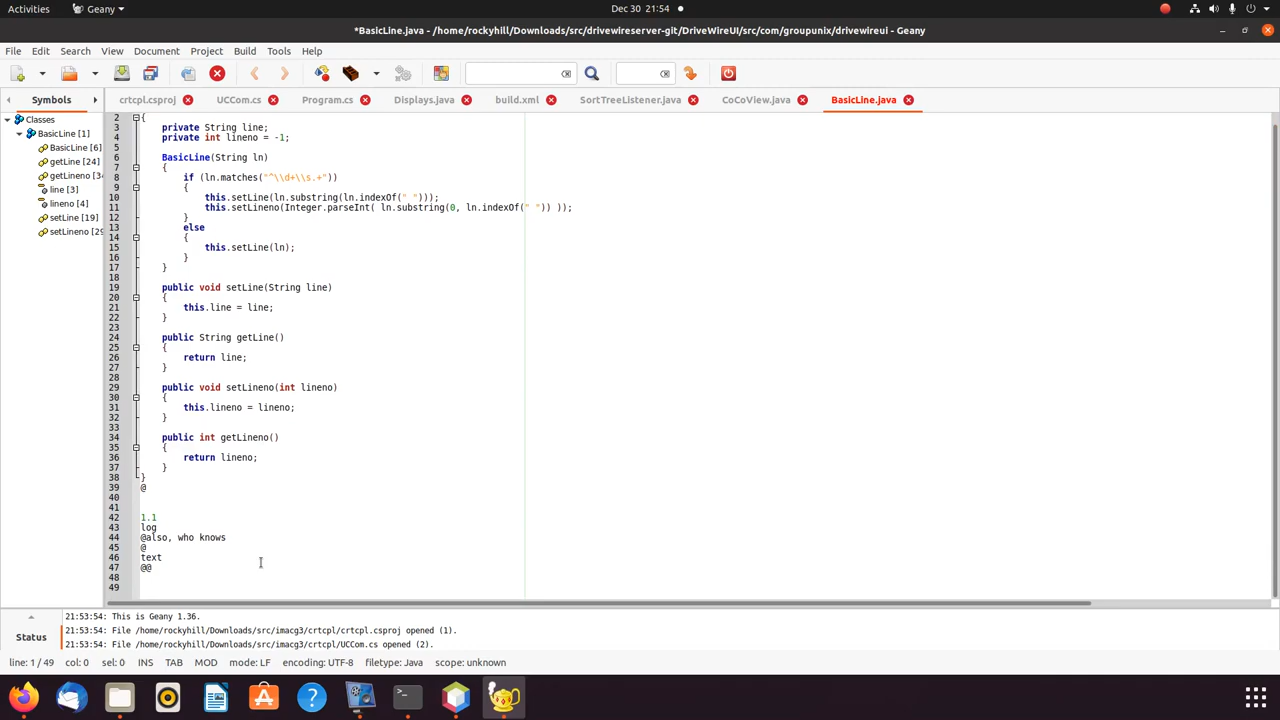 Activities
Geany
Dec 30 21:54
*BasicLine.java - /home/rockyhill/Downloads/src/drivewireserver-git/DriveWireUI/src/com/groupunix/drivewireui - Geany
File Edit Search View Document Project Build Tools Help
Symbols
crtcpl.csproj
UCCom.cs
Program.cs
Displays.java
build.xml
SortTreeListener.java
CoCoView.java
BasicLine.java
Classes
BasicLine [1]
BasicLine [6]
getLine [24]
getLineno [34
line [3]
lineno [4]
setLine [19]
setLineno [29
2 {
3 private String line;
4 private int lineno = -1;
5
6 BasicLine(String ln)
7 {
8 if (ln.matches("^\\d+\\s.+"))
9 {
10 this.setLine(ln.substring(ln.indexOf(" ")));
11 this.setLineno(Integer.parseInt( ln.substring(0, ln.indexOf(" ")) ));
12 }
13 else
14 {
15 this.setLine(ln);
16 }
17 }
18
19 public void setLine(String line)
20 {
21 this.line = line;
22 }
23
24 public String getLine()
25 {
26 return line;
27 }
28
29 public void setLineno(int lineno)
30 {
31 this.lineno = lineno;
32 }
33
34 public int getLineno()
35 {
36 return lineno;
37 }
38 }
39 @
40
41
42 1.1
43 log
44 @also, who knows
45 @
46 text
47 @@
48
49
Status
21:53:54: This is Geany 1.36.
21:53:54: File /home/rockyhill/Downloads/src/imacg3/crtcpl/crtcpl.csproj opened (1).
21:53:54: File /home/rockyhill/Downloads/src/imacg3/crtcpl/UCCom.cs opened (2).
line: 1 / 49 col: 0 sel: 0 INS TAB MOD mode: LF encoding: UTF-8 filetype: Java scope: unknown